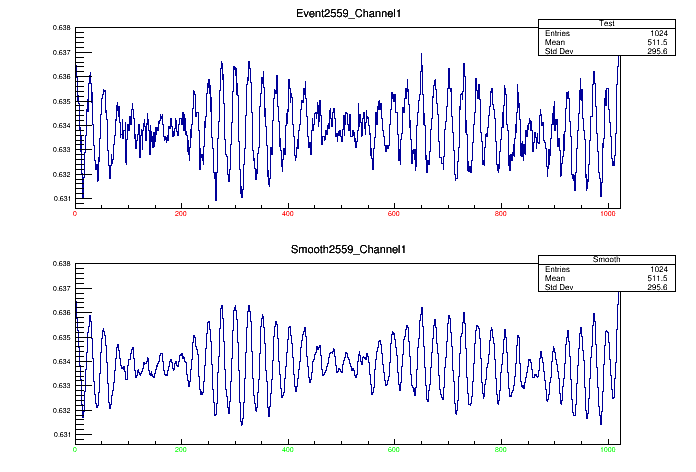 Event2559_Channel1
Test
Entries 1024
Mean 511.5
Std Dev 295.6
0.638
0.637
0.636
0.635
0.634
0.633
0.632
0.631
0 200 400 600 800 1000
Smooth2559_Channel1
Smooth
Entries 1024
Mean 511.5
Std Dev 295.6
0.638
0.637
0.636
0.635
0.634
0.633
0.632
0.631
0 200 400 600 800 1000